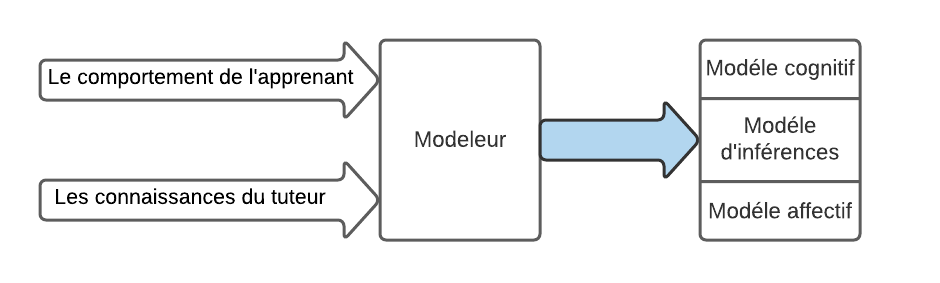 Le comportement de l'apprenant
Les connaissances du tuteur
Modeleur
Modéle cognitif
Modéle
d'inférences
Modéle affectif